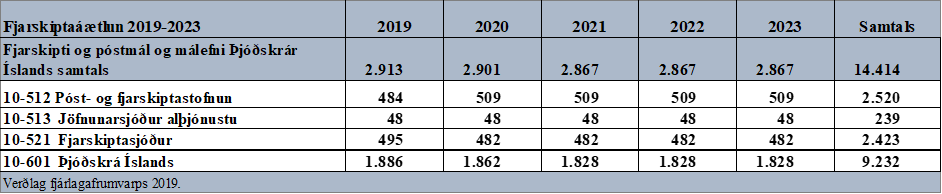 Fjarskiptaáætlun 2019-2023 2019 2020 2021 2022 2023 Samtals
Fjarskipti og póstmál og málefni Þjóðskrár
Íslands samtals 2.913 2.901 2.867 2.867 2.867 14.414
10-512 Póst- og fjarskiptastofnun 484 509 509 509 509 2.520
10-513 Jöfnunarsjóður alþjónustu 48 48 48 48 48 239
10-521 Fjarskiptasjóður 495 482 482 482 482 2.423
10-601 Þjóðskrá Íslands 1.886 1.862 1.828 1.828 1.828 9.232
Verðlag fjárlagafrumvarps 2019.